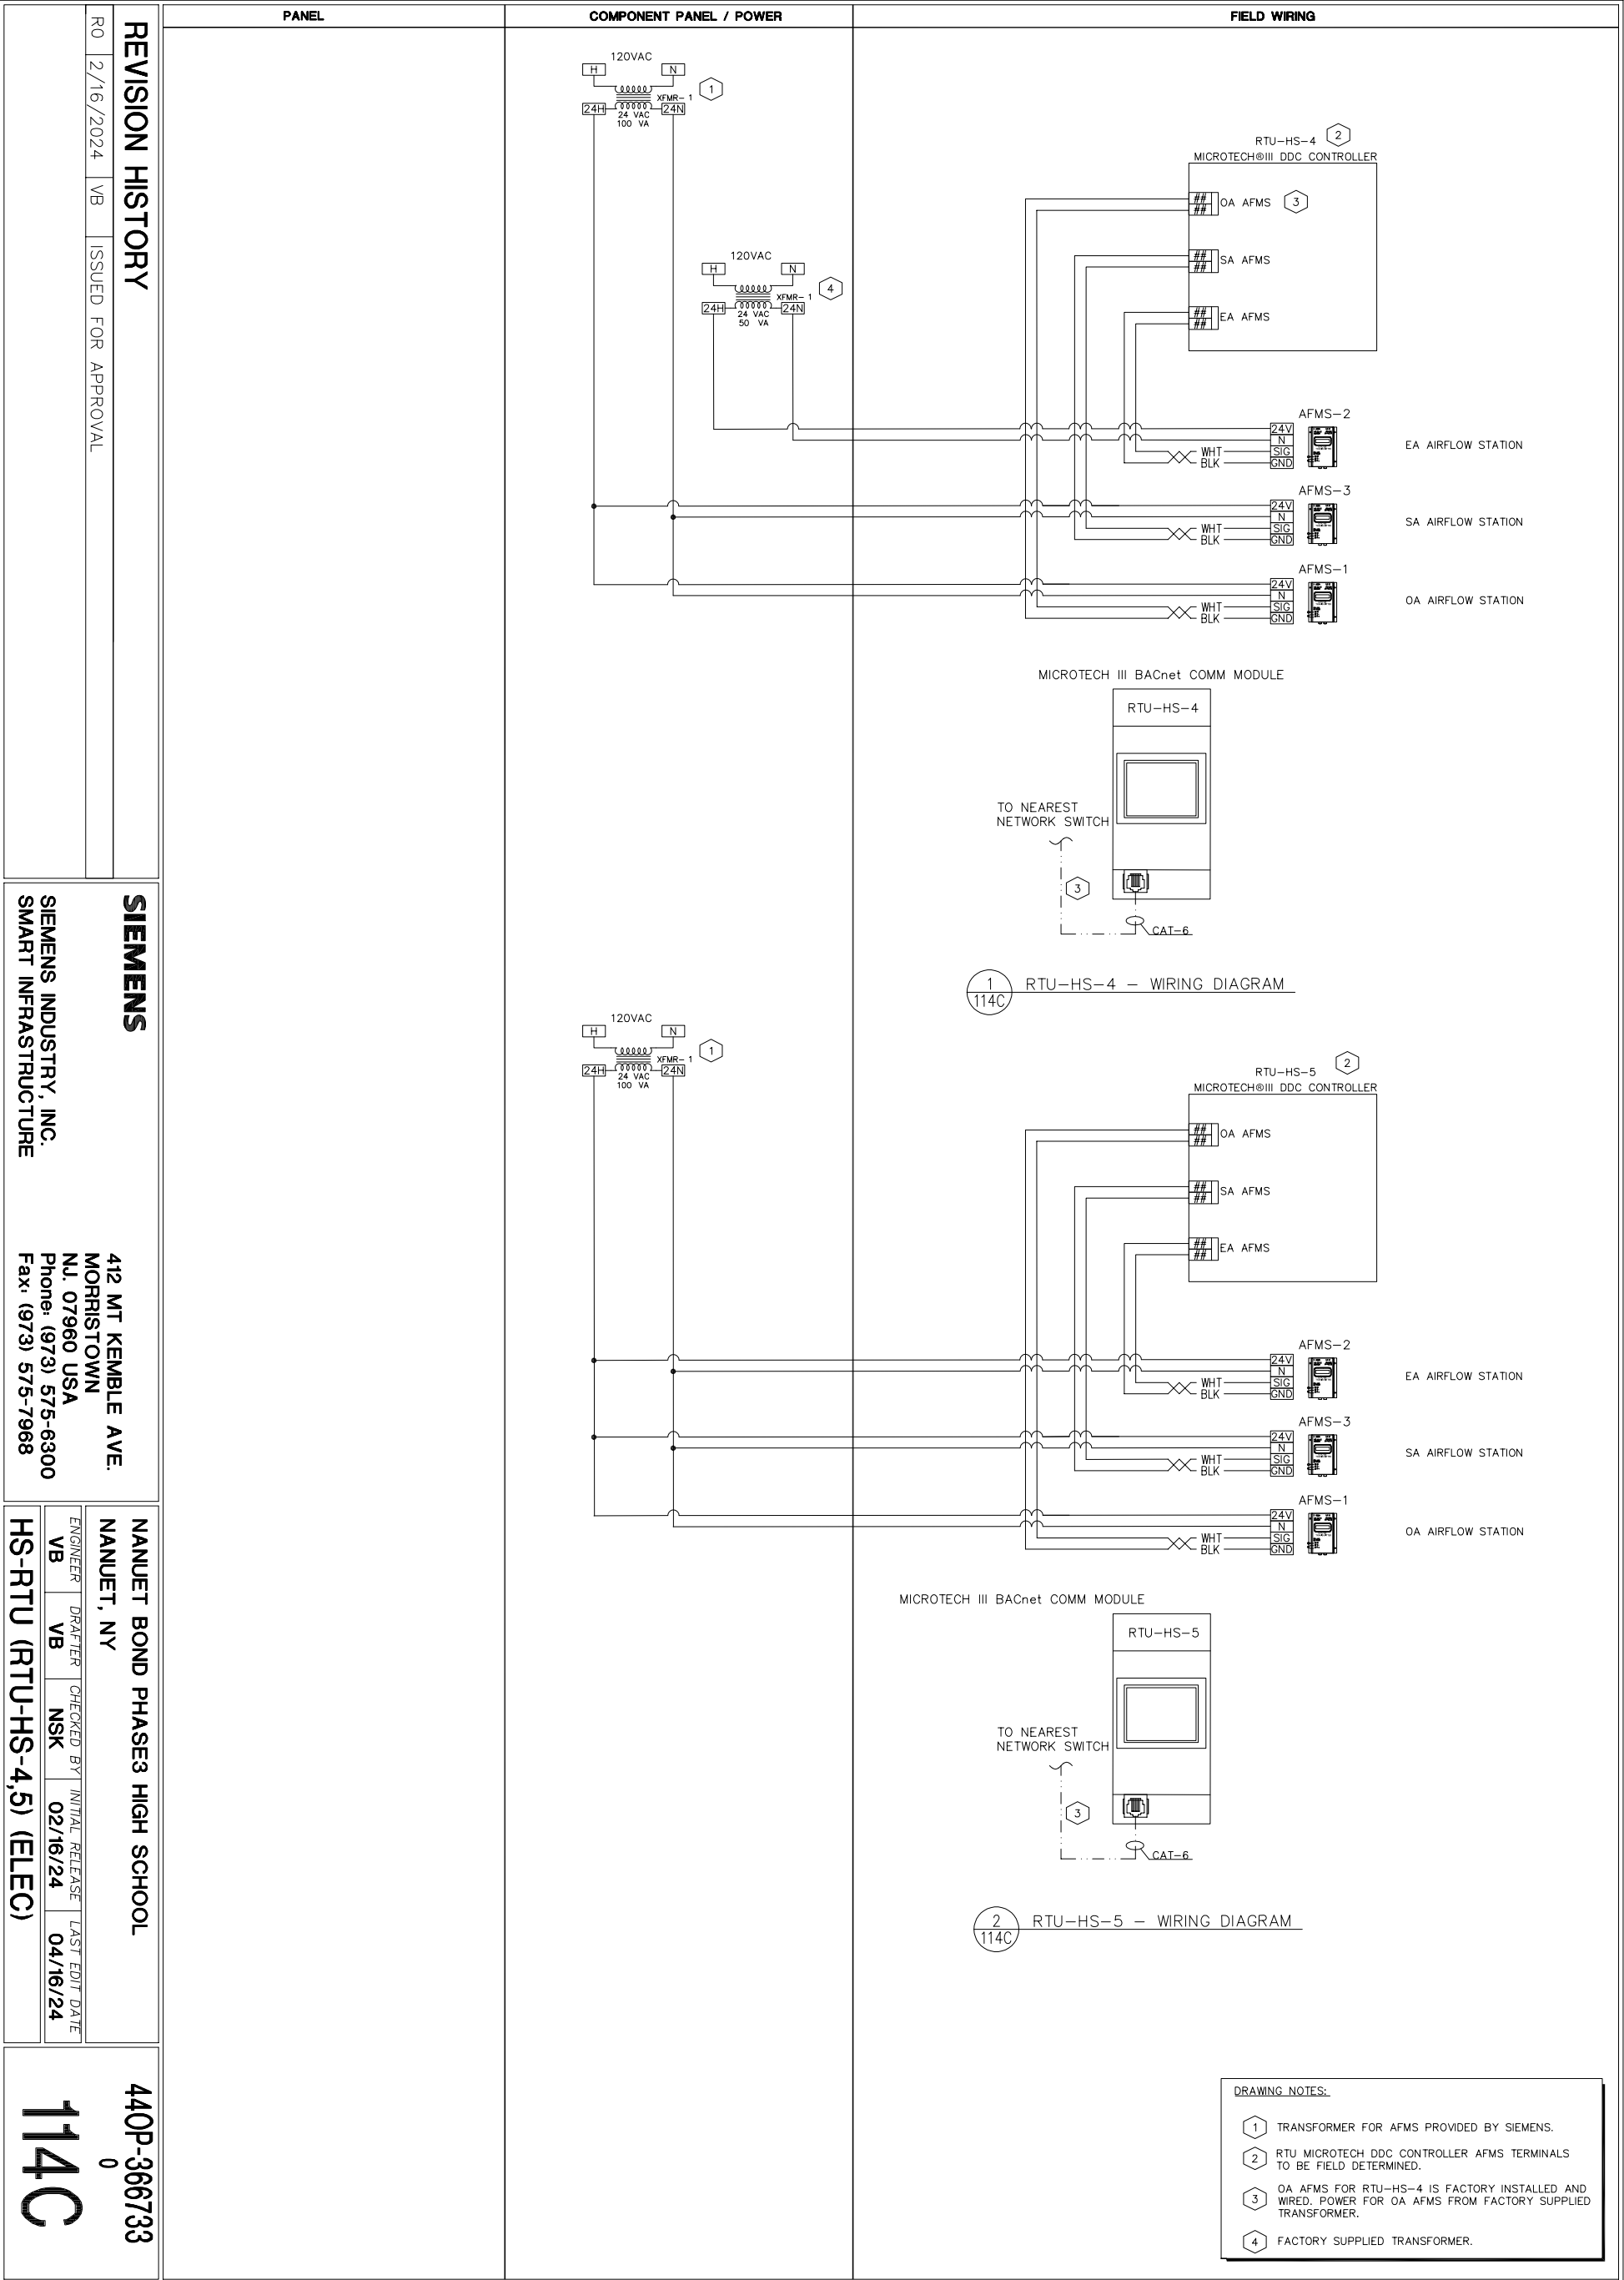 PANEL
COMPONENT PANEL / POWER
FIELD WIRING
120VAC
H
N
1
XFMR- 1
24H
24N
24 VAC
100 VA
RTU-HS-4
2
MICROTECH®III DDC CONTROLLER
##
##
OA AFMS
3
##
##
SA AFMS
##
##
EA AFMS
120VAC
H
N
4
XFMR- 1
24H
24N
24 VAC
50 VA
AFMS-2
24V
N
WHT
SIG
BLK
GND
EA AIRFLOW STATION
AFMS-3
24V
N
WHT
SIG
BLK
GND
SA AIRFLOW STATION
AFMS-1
24V
N
WHT
SIG
BLK
GND
OA AIRFLOW STATION
MICROTECH III BACnet COMM MODULE
RTU-HS-4
TO NEAREST
NETWORK SWITCH
3
CAT-6
1
114C
RTU-HS-4 - WIRING DIAGRAM
120VAC
H
N
1
XFMR- 1
24H
24N
24 VAC
100 VA
RTU-HS-5
2
MICROTECH®III DDC CONTROLLER
##
##
OA AFMS
##
##
SA AFMS
##
##
EA AFMS
AFMS-2
24V
N
WHT
SIG
BLK
GND
EA AIRFLOW STATION
AFMS-3
24V
N
WHT
SIG
BLK
GND
SA AIRFLOW STATION
AFMS-1
24V
N
WHT
SIG
BLK
GND
OA AIRFLOW STATION
MICROTECH III BACnet COMM MODULE
RTU-HS-5
TO NEAREST
NETWORK SWITCH
3
CAT-6
2
114C
RTU-HS-5 - WIRING DIAGRAM
DRAWING NOTES:
1 TRANSFORMER FOR AFMS PROVIDED BY SIEMENS.
2 RTU MICROTECH DDC CONTROLLER AFMS TERMINALS
TO BE FIELD DETERMINED.
3 OA AFMS FOR RTU-HS-4 IS FACTORY INSTALLED AND
WIRED. POWER FOR OA AFMS FROM FACTORY SUPPLIED
TRANSFORMER.
4 FACTORY SUPPLIED TRANSFORMER.
REVISION HISTORY
R0 2/16/2024 VB ISSUED FOR APPROVAL
SIEMENS
SIEMENS INDUSTRY, INC.
SMART INFRASTRUCTURE
412 MT KEMBLE AVE.
MORRISTOWN
NJ. 07960 USA
Phone: (973) 575-6300
Fax: (973) 575-7968
NANUET BOND PHASE3 HIGH SCHOOL
NANUET, NY
ENGINEER DRAFTER CHECKED BY INITIAL RELEASE LAST EDIT DATE
VB VB NSK 02/16/24 04/16/24
HS-RTU (RTU-HS-4,5) (ELEC)
440P-366733
0
114C